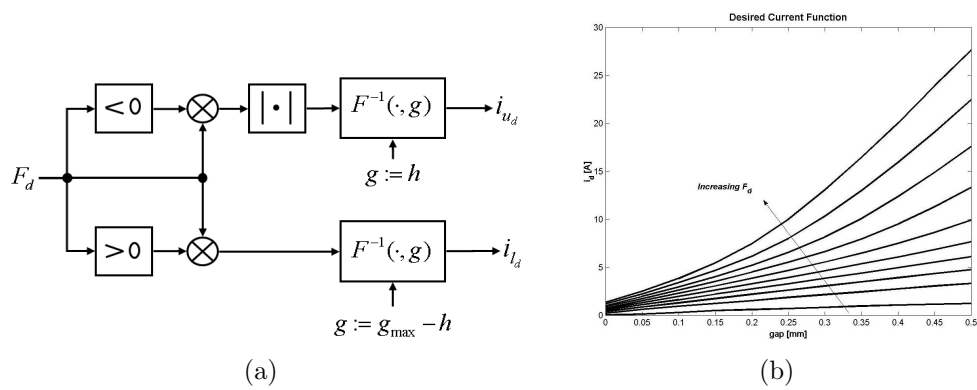 < 0
| • |
F⁻¹(·, g)
i_{u_d}
g := h
F_d
> 0
F⁻¹(·, g)
i_{l_d}
g := g_max − h
(a)
Desired Current Function
30
25
20
15
10
5
0
i_d [A]
Increasing F_d
0 0.05 0.1 0.15 0.2 0.25 0.3 0.35 0.4 0.45 0.5
gap [mm]
(b)